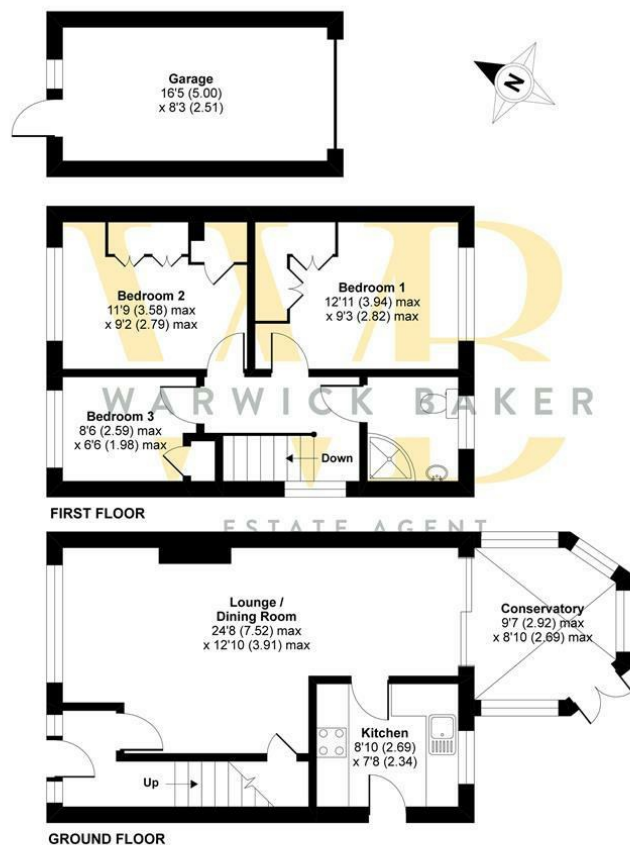 Garage
16'5 (5.00)
x 8'3 (2.51)
N
Bedroom 2
11'9 (3.58) max
x 9'2 (2.79) max
Bedroom 1
12'11 (3.94) max
x 9'3 (2.82) max
WARWICK BAKER
Bedroom 3
8'6 (2.59) max
x 6'6 (1.98) max
Down
FIRST FLOOR
ESTATE AGENT
Lounge /
Dining Room
24'8 (7.52) max
x 12'10 (3.91) max
Conservatory
9'7 (2.92) max
x 8'10 (2.69) max
Kitchen
8'10 (2.69)
x 7'8 (2.34)
Up
GROUND FLOOR